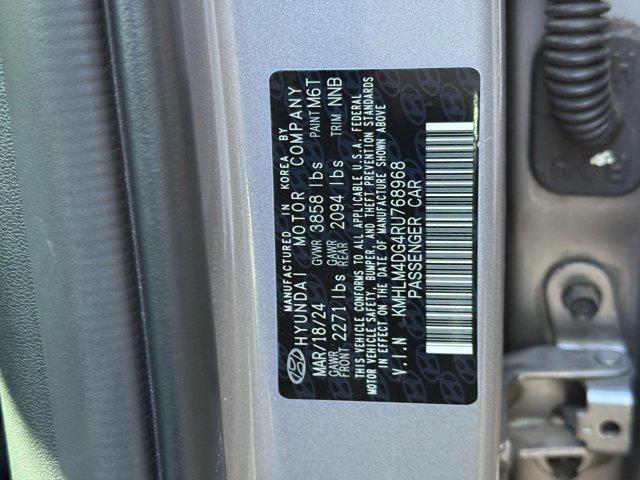 MANUFACTURED IN KOREA BY
HYUNDAI MOTOR COMPANY
MAR/18/24 GVWR 3858 lbs PAINT M6T
GAWR FRONT 2271 lbs GAWR REAR 2094 lbs TRIM NNB
THIS VEHICLE CONFORMS TO ALL APPLICABLE U.S.A. FEDERAL
MOTOR VEHICLE SAFETY, BUMPER, AND THEFT PREVENTION STANDARDS
IN EFFECT ON THE DATE OF MANUFACTURE SHOWN ABOVE
V.I.N KMHLM4DG4RU768968
PASSENGER CAR